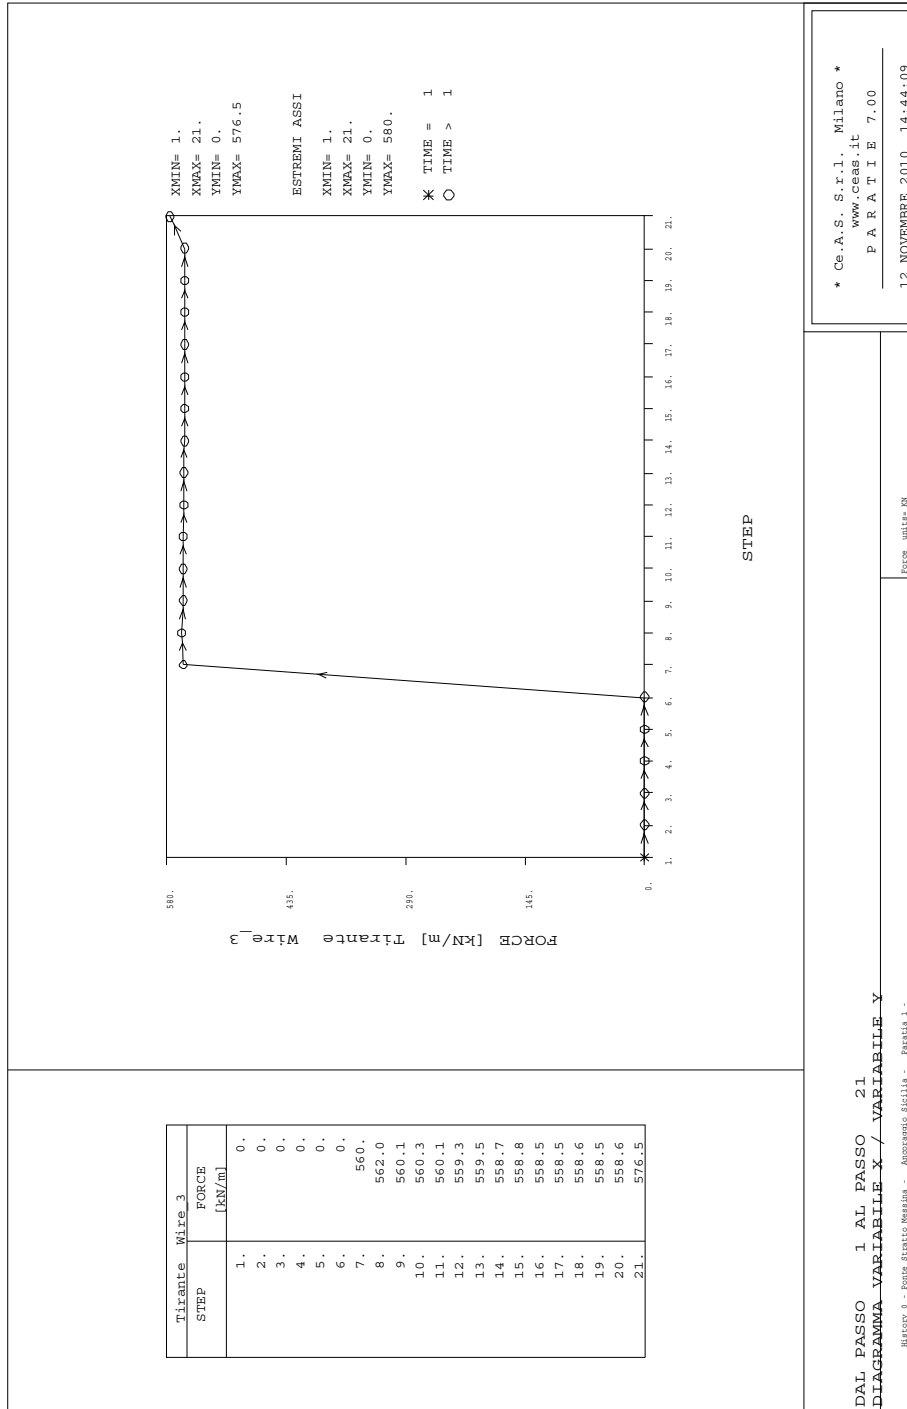 XMIN= 1.
XMAX= 21.
YMIN= 0.
YMAX= 576.5
ESTREMI ASSI
XMIN= 1.
XMAX= 21.
YMIN= 0.
YMAX= 580.
TIME = 1
TIME > 1
FORCE [kN/m] Tirante Wire_3
580.
435.
290.
145.
0.
1. 2. 3. 4. 5. 6. 7. 8. 9. 10. 11. 12. 13. 14. 15. 16. 17. 18. 19. 20. 21.
STEP
Tirante Wire_3
STEP FORCE
[kN/m]
1. 0.
2. 0.
3. 0.
4. 0.
5. 0.
6. 0.
7. 560.
8. 562.0
9. 560.1
10. 560.3
11. 560.1
12. 559.3
13. 559.5
14. 558.7
15. 558.8
16. 558.5
17. 558.5
18. 558.6
19. 558.5
20. 558.6
21. 576.5
* Ce.A.S. S.r.l. Milano *
www.ceas.it
P A R A T I E 7.00
12 NOVEMBRE 2010 14:44:09
DAL PASSO 1 AL PASSO 21
DIAGRAMMA VARIABILE X / VARIABILE Y
Force units= KN
History 0 - Ponte Stratto Messina - Ancoraggio Sicilia - Paratia 1 -